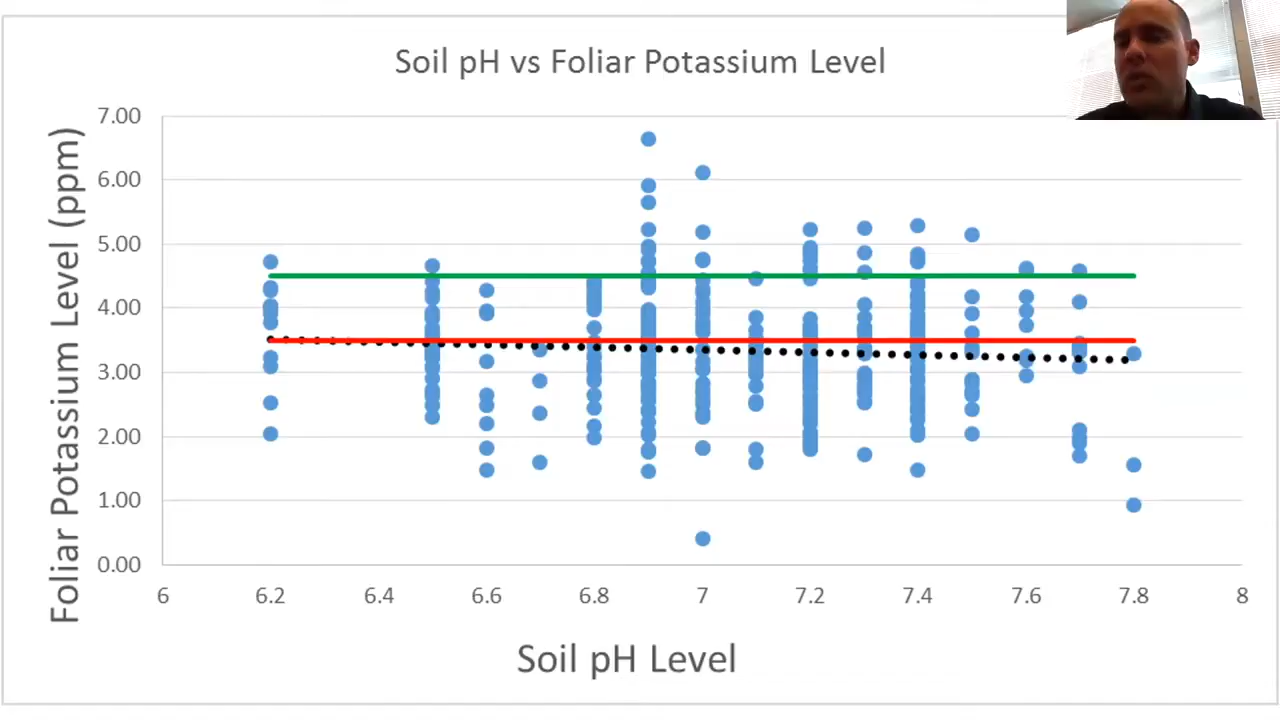 Soil pH vs Foliar Potassium Level
Foliar Potassium Level (ppm)
7.00
6.00
5.00
4.00
3.00
2.00
1.00
0.00
6 6.2 6.4 6.6 6.8 7 7.2 7.4 7.6 7.8 8
Soil pH Level